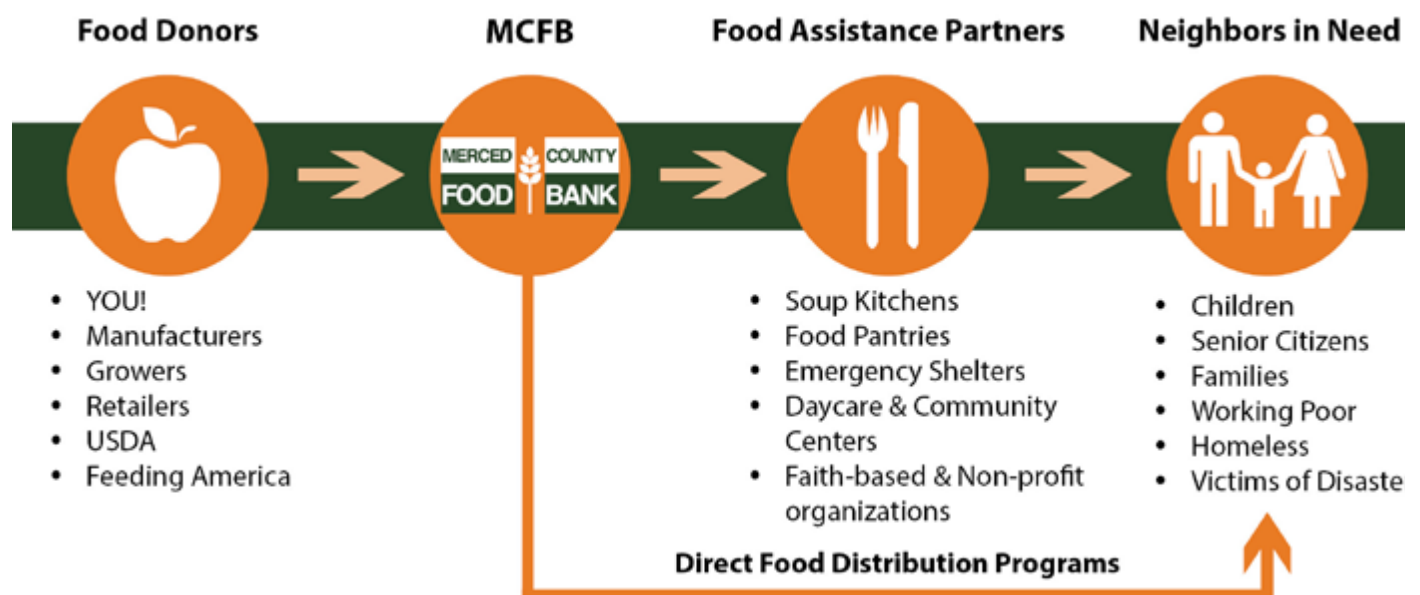 Food Donors
MCFB
Food Assistance Partners
Neighbors in Need
MERCED COUNTY
FOOD BANK
• YOU!
• Manufacturers
• Growers
• Retailers
• USDA
• Feeding America
• Soup Kitchens
• Food Pantries
• Emergency Shelters
• Daycare & Community
Centers
• Faith-based & Non-profit
organizations
• Children
• Senior Citizens
• Families
• Working Poor
• Homeless
• Victims of Disaste
Direct Food Distribution Programs